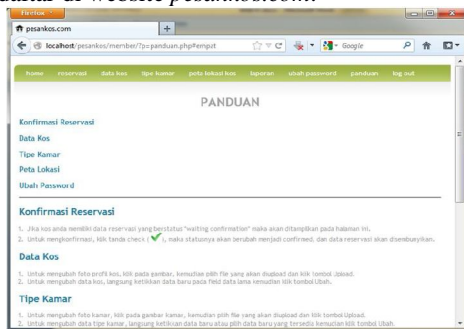 daftar di website pesankos.com.
Firefox
pesankos.com
localhost/pesankos/member/?p=panduan.php#emput
Google
home reservasi data kos tipe kamar peta lokasi kos laporan ubah password panduan log out
PANDUAN
Konfirmasi Reservasi
Data Kos
Tipe Kamar
Peta Lokasi
Ubah Password
Konfirmasi Reservasi
1. Jika kos anda memiliki data reservasi yang berstatus "waiting confirmation" maka akan ditampilkan pada halaman ini.
2. Untuk mengkonfirmasi, klik tanda check ( ), maka statusnya akan berubah menjadi confirmed, dan data reservasi akan disembuyikan.
Data Kos
1. Untuk mengubah foto profil kos, klik pada gambar, kemudian pilih file yang akan diupload dan klik tombol Upload.
2. Untuk mengubah data kos, langsung ketikkan data baru pada field data lama kemudian klik tombol Ubah.
Tipe Kamar
1. Untuk mengubah foto kamar, klik pada gambar kamar, kemudian pilih file yang akan diupload dan klik tombol Upload.
2. Untuk mengubah data tipe kamar, langsung ketikkan data baru atau pilih data baru yang tersedia kemudian klik tombol Ubah.